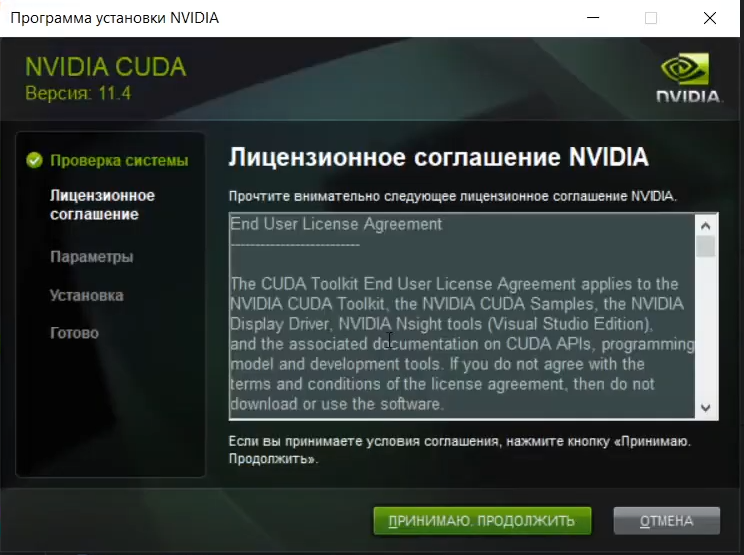 Программа установки NVIDIA
NVIDIA CUDA
Версия: 11.4
NVIDIA.
Проверка системы
Лицензионное
соглашение
Параметры
Установка
Готово
Лицензионное соглашение NVIDIA
Прочтите внимательно следующее лицензионное соглашение NVIDIA.
End User License Agreement
--------------------------
The CUDA Toolkit End User License Agreement applies to the
NVIDIA CUDA Toolkit, the NVIDIA CUDA Samples, the NVIDIA
Display Driver, NVIDIA Nsight tools (Visual Studio Edition),
and the associated documentation on CUDA APIs, programming
model and development tools. If you do not agree with the
terms and conditions of the license agreement, then do not
download or use the software.
Если вы принимаете условия соглашения, нажмите кнопку «Принимаю.
Продолжить».
ПРИНИМАЮ. ПРОДОЛЖИТЬ
ОТМЕНА